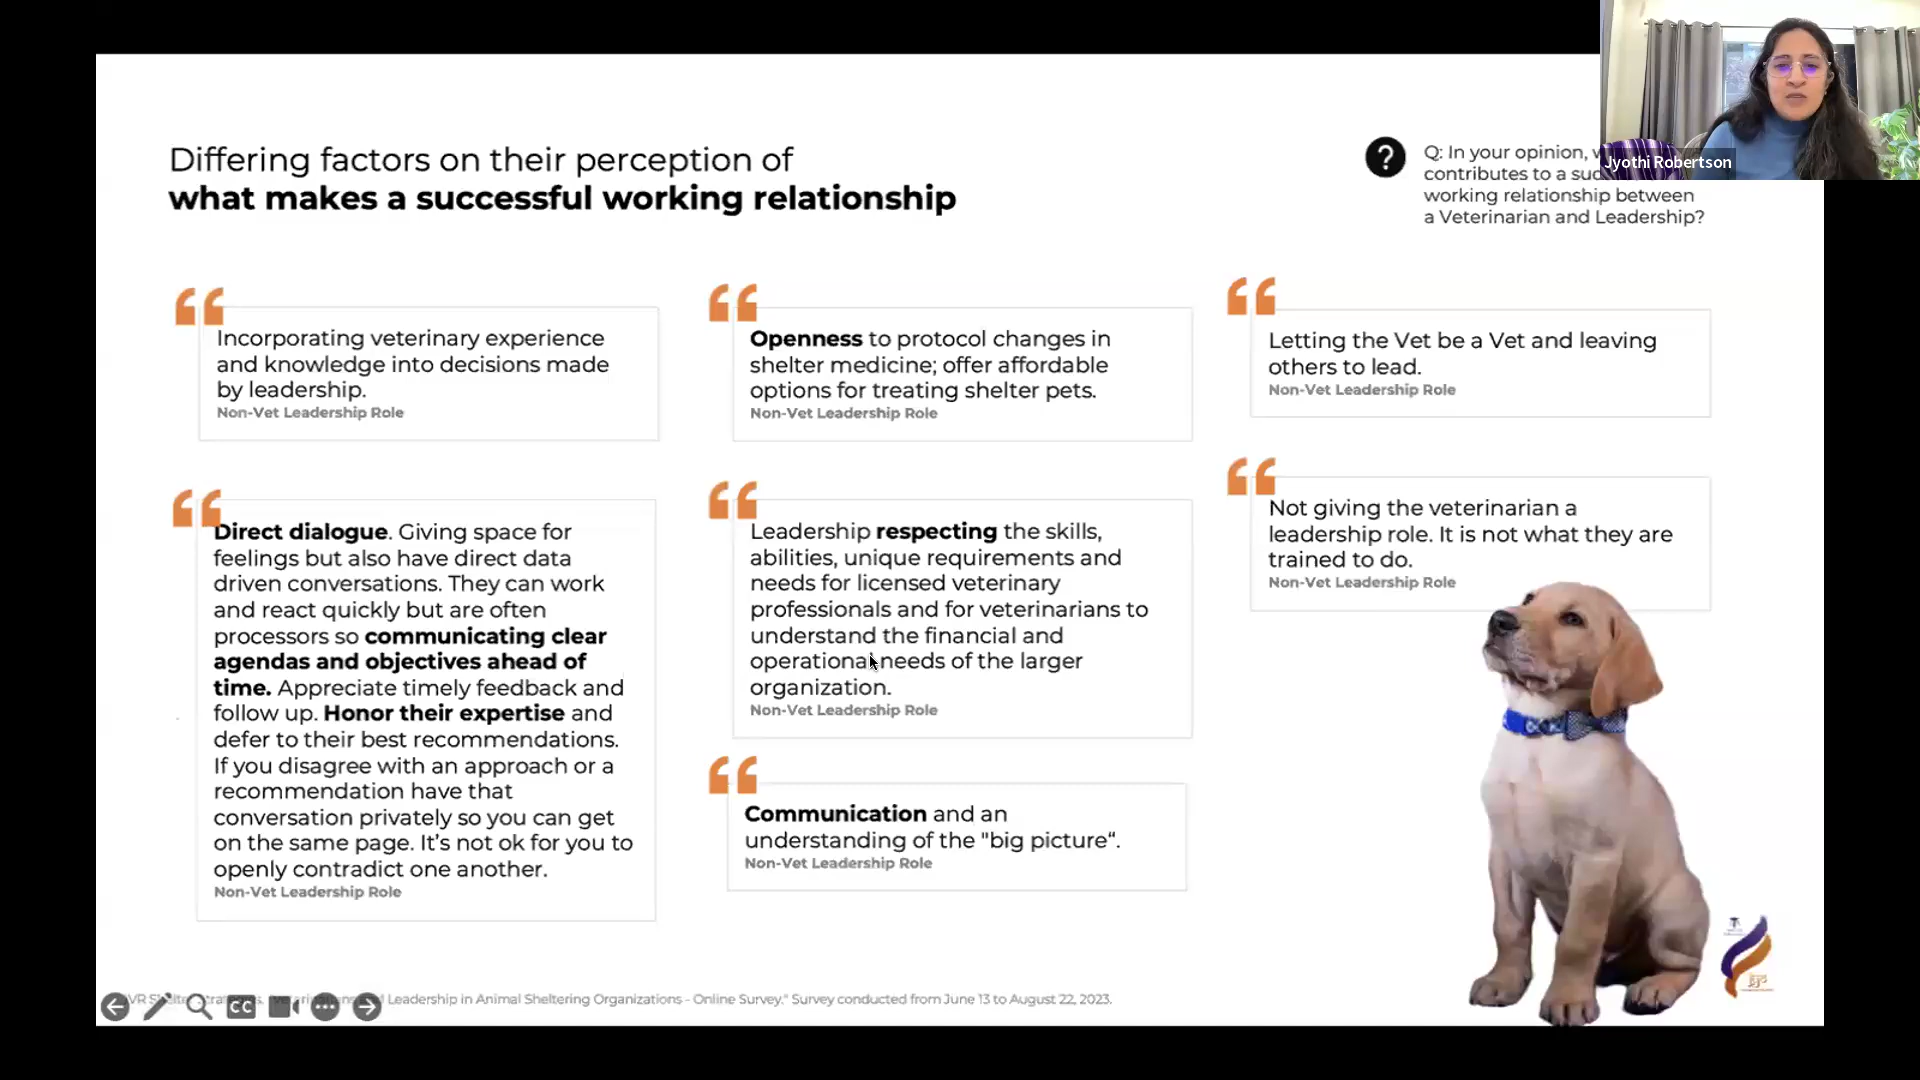 Differing factors on their perception of
what makes a successful working relationship
?
Q: In your opinion,
contributes to a
working relationship between
a Veterinarian and Leadership?
Jyothi Robertson
Incorporating veterinary experience
and knowledge into decisions made
by leadership.
Non-Vet Leadership Role
Direct dialogue. Giving space for
feelings but also have direct data
driven conversations. They can work
and react quickly but are often
processors so communicating clear
agendas and objectives ahead of
time. Appreciate timely feedback and
follow up. Honor their expertise and
defer to their best recommendations.
If you disagree with an approach or a
recommendation have that
conversation privately so you can get
on the same page. It’s not ok for you to
openly contradict one another.
Non-Vet Leadership Role
Openness to protocol changes in
shelter medicine; offer affordable
options for treating shelter pets.
Non-Vet Leadership Role
Leadership respecting the skills,
abilities, unique requirements and
needs for licensed veterinary
professionals and for veterinarians to
understand the financial and
operational needs of the larger
organization.
Non-Vet Leadership Role
Communication and an
understanding of the "big picture“.
Non-Vet Leadership Role
Letting the Vet be a Vet and leaving
others to lead.
Non-Vet Leadership Role
Not giving the veterinarian a
leadership role. It is not what they are
trained to do.
Non-Vet Leadership Role
Leadership in Animal Sheltering Organizations - Online Survey." Survey conducted from June 13 to August 22, 2023.
CC